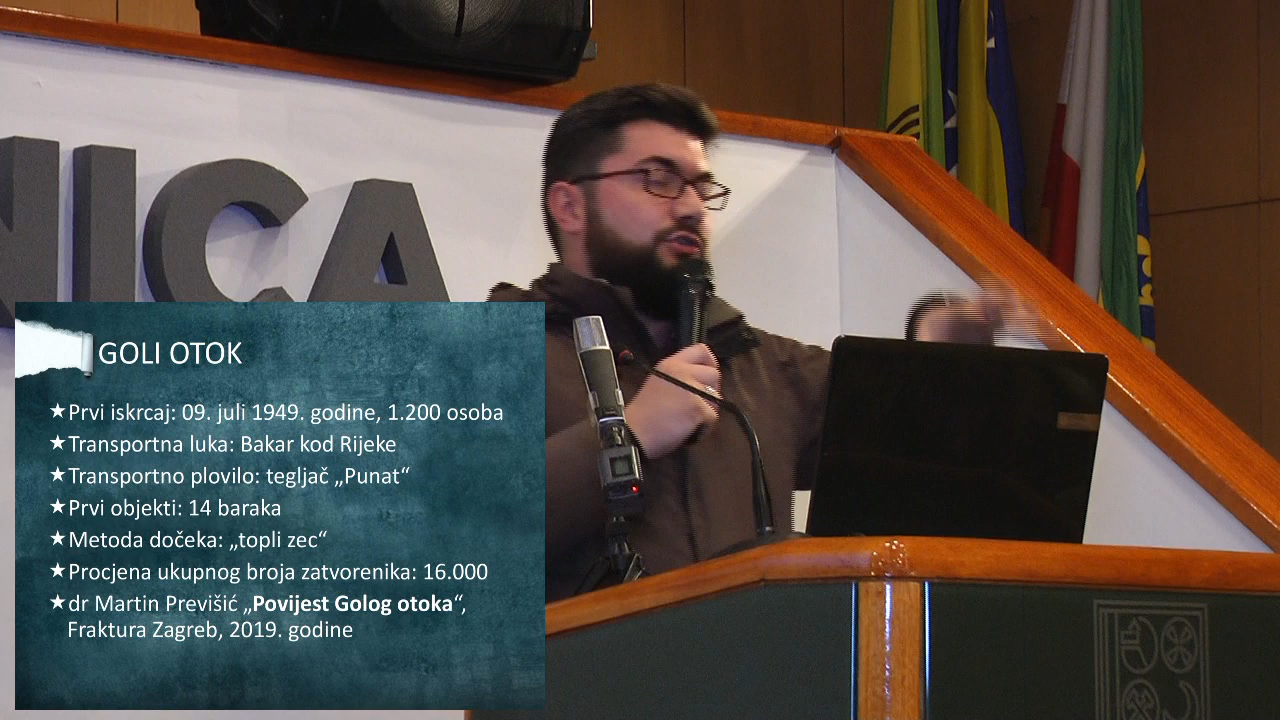 NICA
GOLI OTOK
★Prvi iskrcaj: 09. juli 1949. godine, 1.200 osoba
★Transportna luka: Bakar kod Rijeke
★Transportno plovilo: tegljač „Punat“
★Prvi objekti: 14 baraka
★Metoda dočeka: „topli zec“
★Procjena ukupnog broja zatvorenika: 16.000
★dr Martin Previšić „Povijest Golog otoka“,
Fraktura Zagreb, 2019. godine